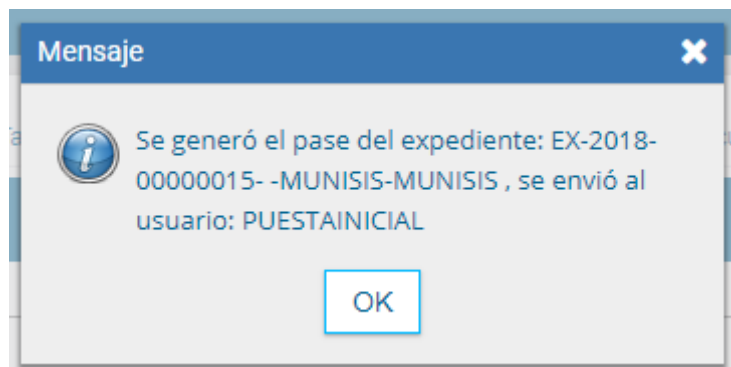 Mensaje
Se generó el pase del expediente: EX-2018-
00000015- -MUNISIS-MUNISIS , se envió al
usuario: PUESTAINICIAL
OK